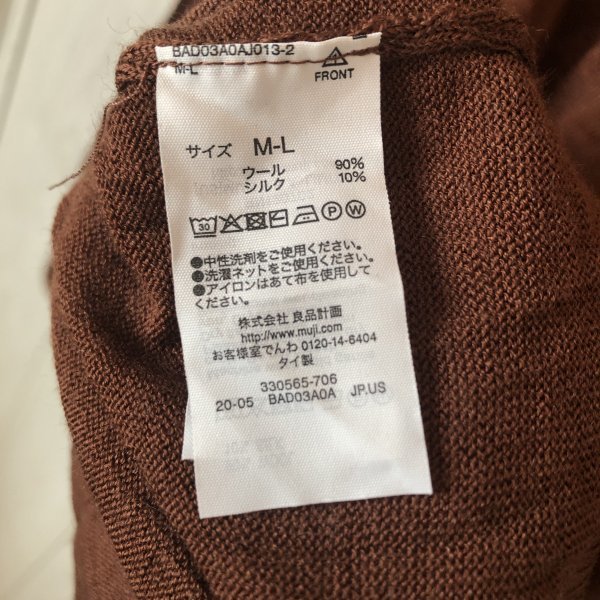 BAD03A0AJ013-2
M-L
FRONT
サイズ M-L
ウール 90%
シルク 10%
30
●中性洗剤をご使用ください。
●洗濯ネットをご使用ください。
●アイロンはあて布を使用して
ください。
株式会社 良品計画
http://www.muji.com
お客様室でんわ 0120-14-6404
タイ製
330565-706
20-05 BAD03A0A JP.US